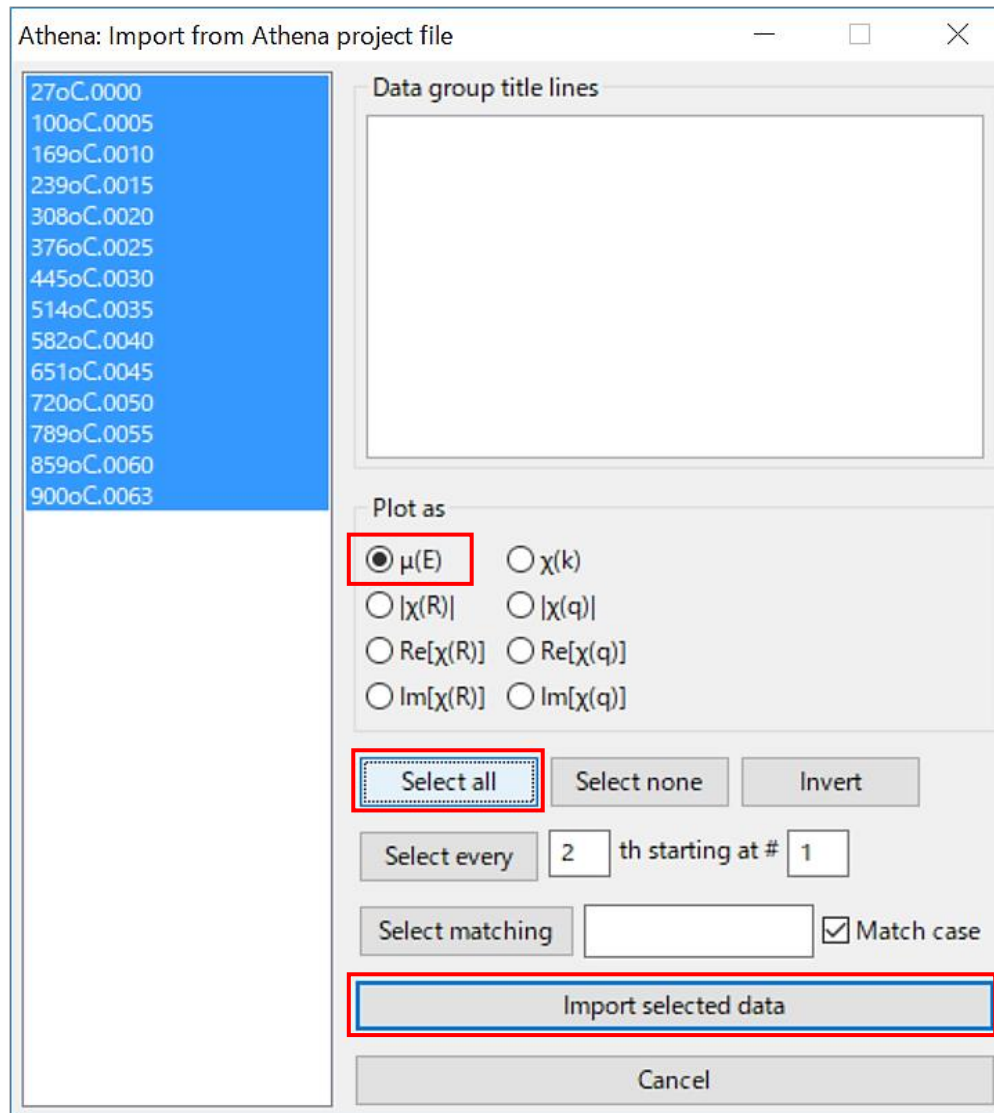 Athena: Import from Athena project file
27oC.0000
100oC.0005
169oC.0010
239oC.0015
308oC.0020
376oC.0025
445oC.0030
514oC.0035
582oC.0040
651oC.0045
720oC.0050
789oC.0055
859oC.0060
900oC.0063
Data group title lines
Plot as
μ(E) χ(k)
|χ(R)| |χ(q)|
Re[χ(R)] Re[χ(q)]
Im[χ(R)] Im[χ(q)]
Select all Select none Invert
Select every 2 th starting at # 1
Select matching Match case
Import selected data
Cancel